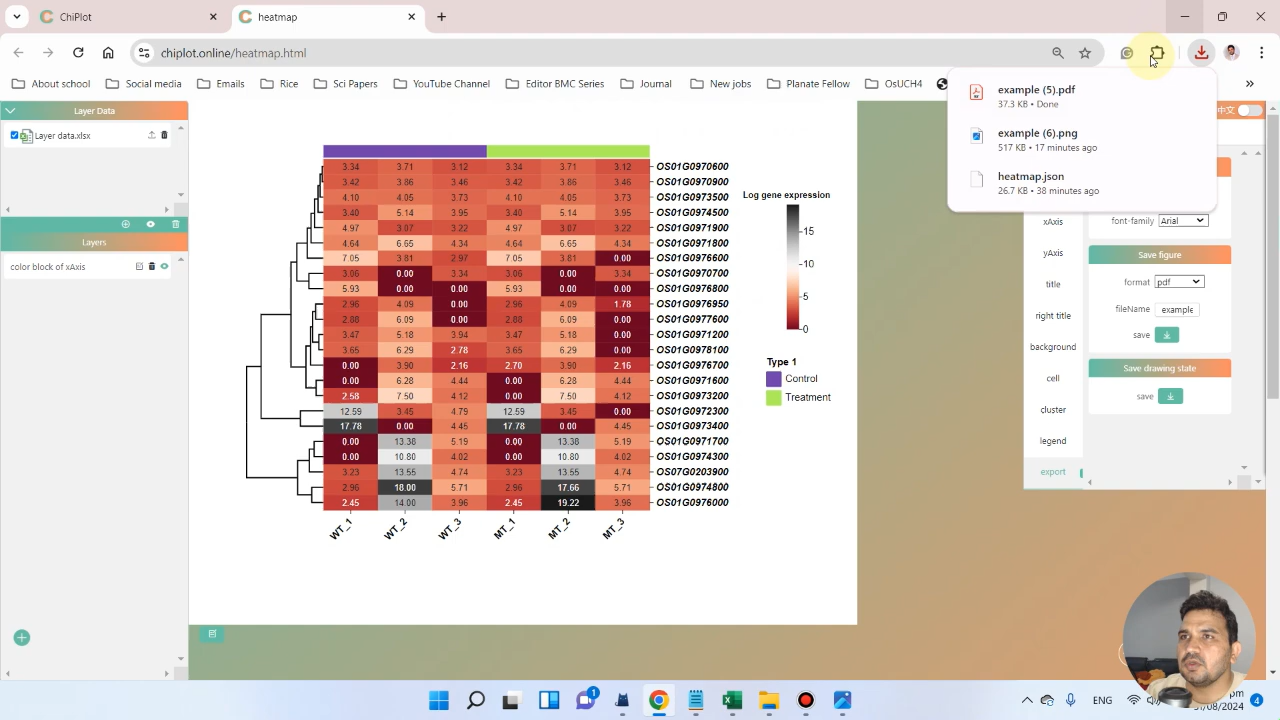 ChiPlot
heatmap
chiplot.online/heatmap.html
About school
Social media
Emails
Rice
Sci Papers
YouTube Channel
Editor BMC Series
Journal
New jobs
Planate Fellow
OsUCH4
»
example (5).pdf
37.3 KB • Done
example (6).png
517 KB • 17 minutes ago
heatmap.json
26.7 KB • 38 minutes ago
Layer Data
Layer data.xlsx
Layers
color block of xAxis
3.34 3.71 3.12 3.34 3.71 3.12 OS01G0970600
3.42 3.86 3.46 3.42 3.86 3.46 OS01G0970900
4.10 4.05 3.73 4.10 4.05 3.73 OS01G0973500
3.40 5.14 3.95 3.40 5.14 3.95 OS01G0974500
4.97 3.07 3.22 4.97 3.07 3.22 OS01G0971900
4.64 6.65 4.34 4.64 6.65 4.34 OS01G0971800
7.05 3.81 2.97 7.05 3.81 0.00 OS01G0976600
3.06 0.00 3.34 3.06 0.00 3.34 OS01G0970700
5.93 0.00 0.00 5.93 0.00 0.00 OS01G0976800
2.96 4.09 0.00 2.96 4.09 1.78 OS01G0976950
2.88 6.09 0.00 2.88 6.09 0.00 OS01G0977600
3.47 5.18 3.94 3.47 5.18 0.00 OS01G0971200
3.65 6.29 2.78 3.65 6.29 0.00 OS01G0978100
0.00 3.90 2.16 2.70 3.90 2.16 OS01G0976700
0.00 6.28 4.44 0.00 6.28 4.44 OS01G0971600
2.58 7.50 4.12 0.00 7.50 4.12 OS01G0973200
12.59 3.45 4.79 12.59 3.45 0.00 OS01G0972300
17.78 0.00 4.45 17.78 0.00 4.45 OS01G0973400
0.00 13.38 5.19 0.00 13.38 5.19 OS01G0971700
0.00 10.80 4.02 0.00 10.80 4.02 OS01G0974300
3.23 13.55 4.74 3.23 13.55 4.74 OS07G0203900
2.96 18.00 5.71 2.96 17.66 5.71 OS01G0974800
2.45 14.00 3.96 2.45 19.22 3.96 OS01G0976000
WT_1 WT_2 WT_3 MT_1 MT_2 MT_3
Log gene expression
15
10
5
0
Type 1
Control
Treatment
中文
xAxis
yAxis
title
right title
background
cell
cluster
legend
export
font-family Arial
Save figure
format pdf
fileName example
save
Save drawing state
save
1
ENG
pm
/08/2024
4